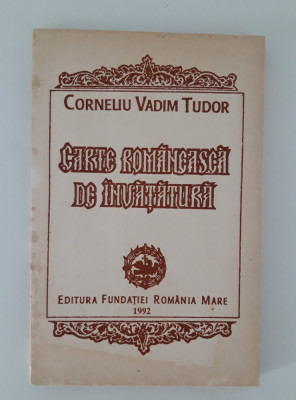 CORNELIU VADIM TUDOR
CARTE ROMÂNEASCĂ
DE ÎNVĂȚĂTURĂ
EDITURA FUNDAȚIEI ROMÂNIA MARE
1992